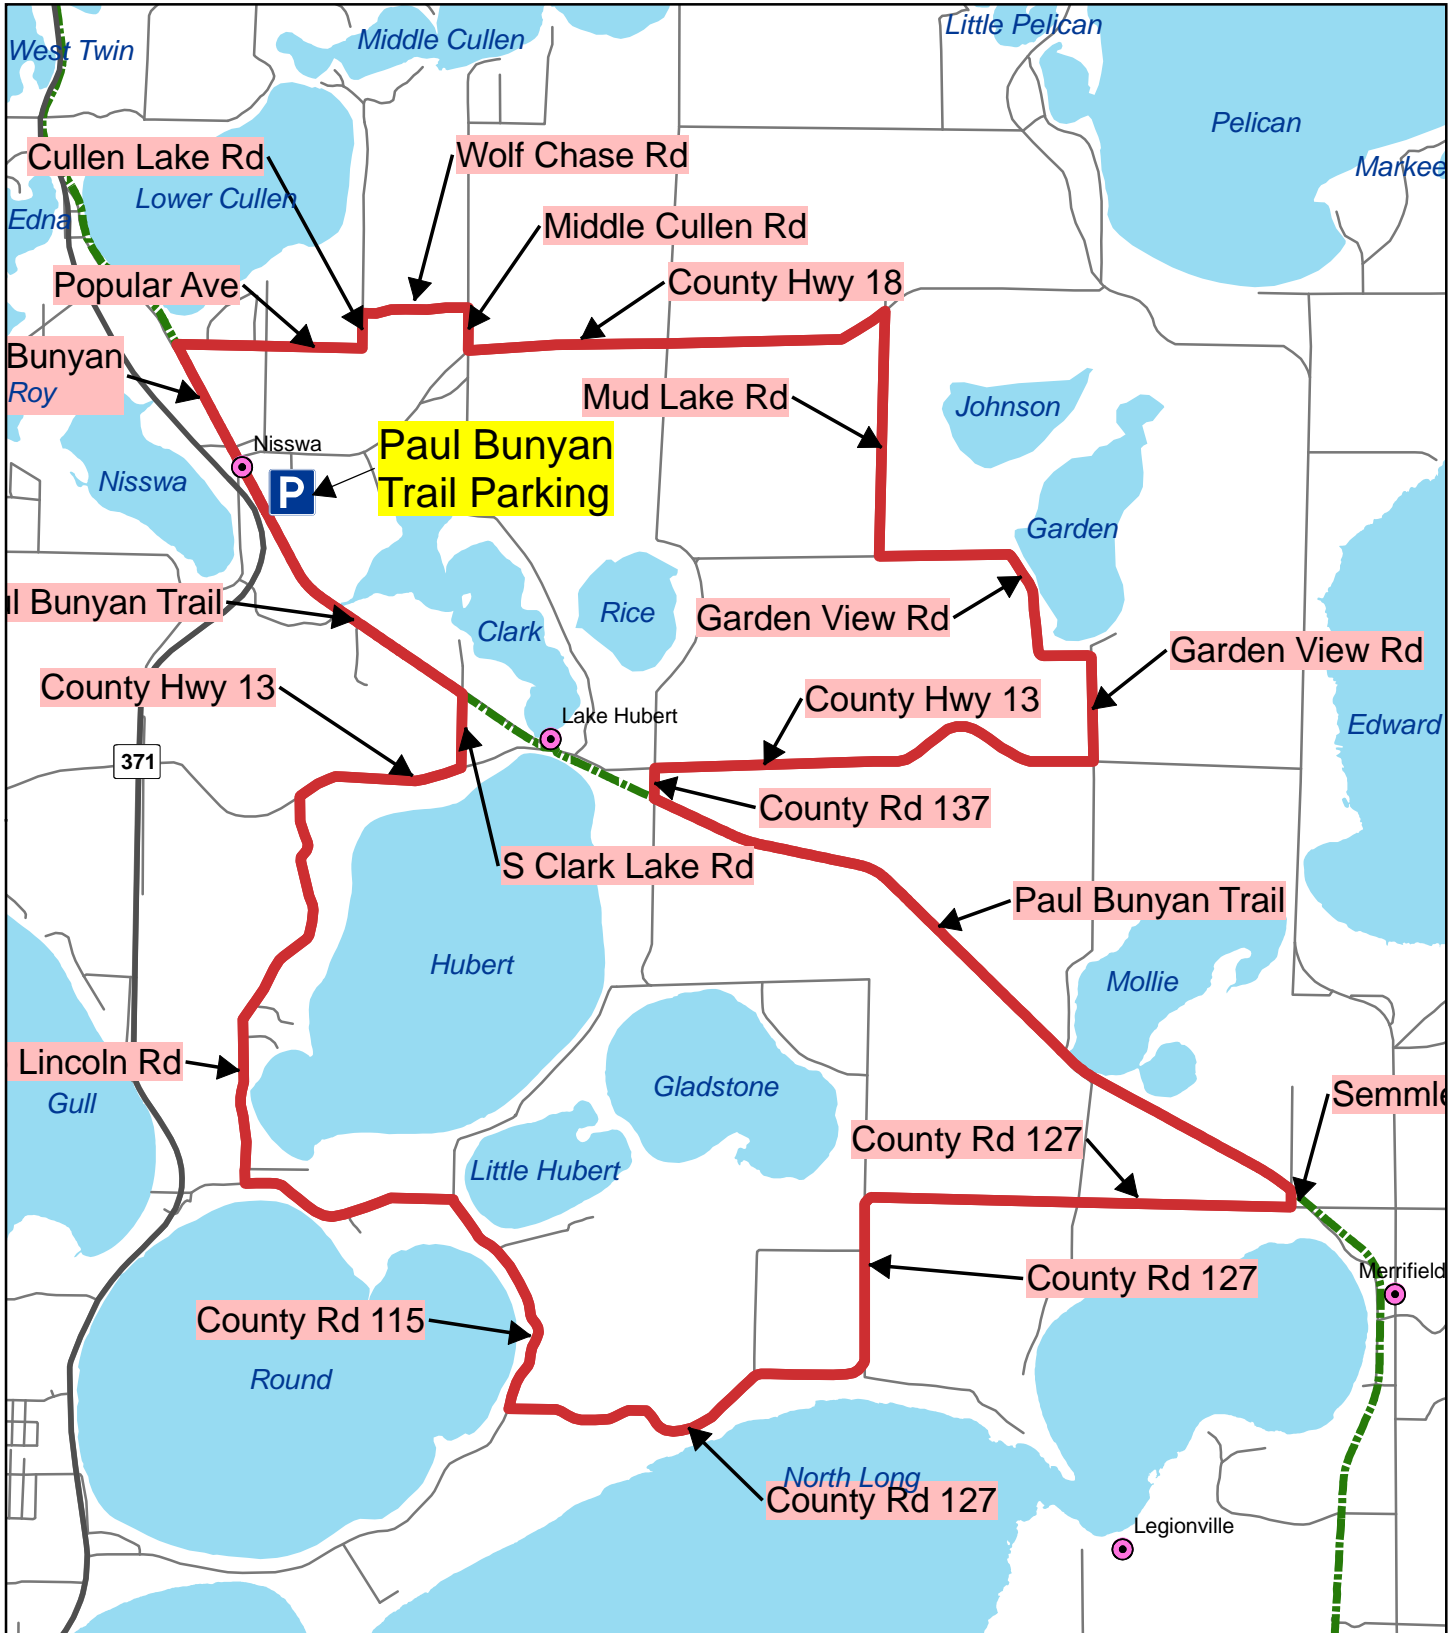 Little Pelican
West Twin
Middle Cullen
Pelican
Cullen Lake Rd
Wolf Chase Rd
Markee
Lower Cullen
Edna
Middle Cullen Rd
Popular Ave
County Hwy 18
Bunyan
Roy
Mud Lake Rd
Johnson
Nisswa
Paul Bunyan
Trail Parking
P
Nisswa
Garden
Bunyan Trail
Rice
Clark
Garden View Rd
Garden View Rd
County Hwy 13
County Hwy 13
Lake Hubert
Edward
371
County Rd 137
S Clark Lake Rd
Paul Bunyan Trail
Hubert
Mollie
Lincoln Rd
Gull
Gladstone
Semmle
County Rd 127
Little Hubert
County Rd 127
Merrifield
County Rd 115
Round
North Long
County Rd 127
Legionville